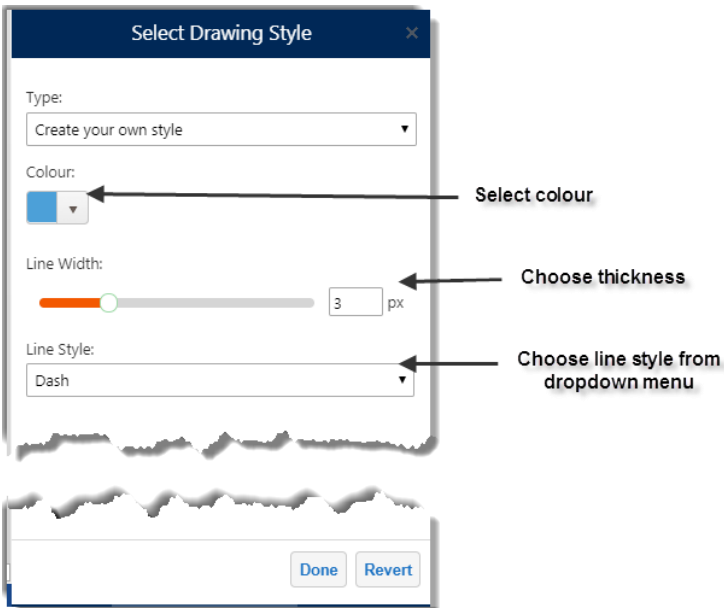 Select Drawing Style ×
Type:
Create your own style
Colour:
Select colour
Line Width:
Choose thickness
3 px
Line Style:
Choose line style from
dropdown menu
Dash
Done Revert